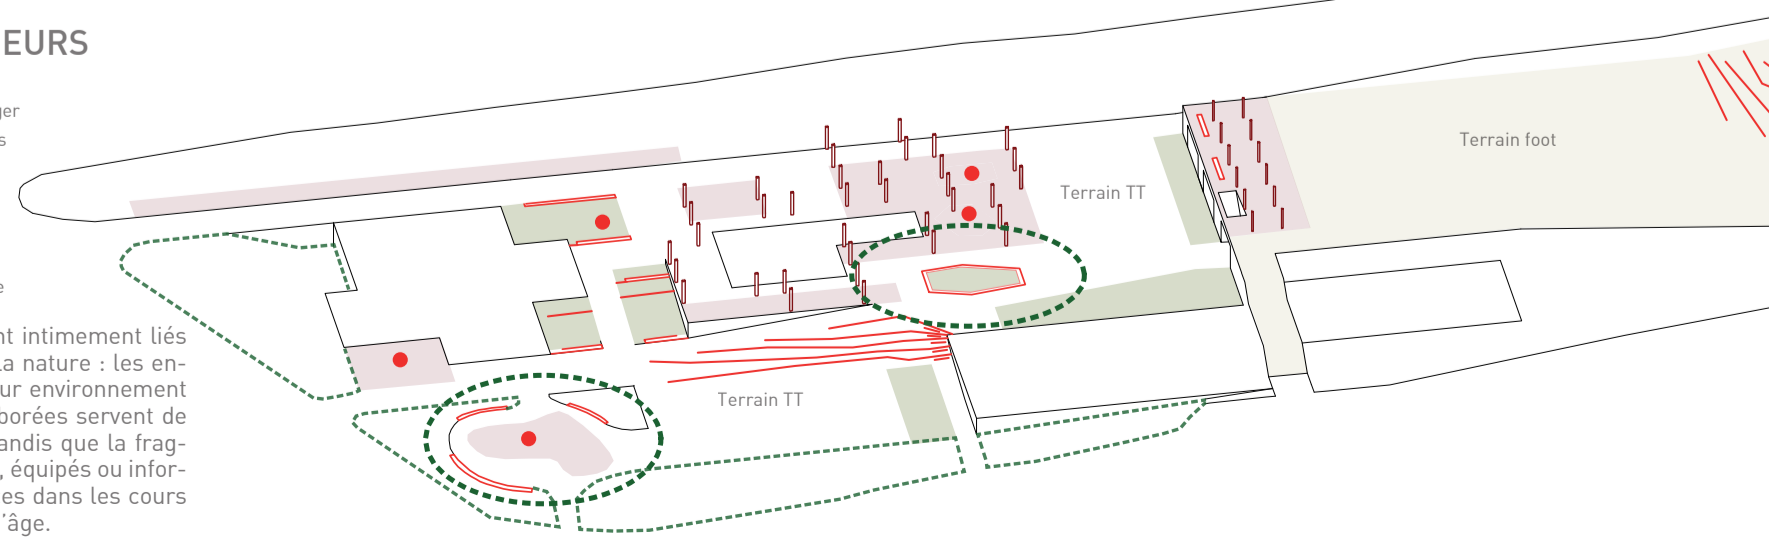 EURS
ger
s
e
nt intimement liés
la nature : les en-
ur environnement
borées servent de
andis que la frag-
, équipés ou infor-
es dans les cours
'âge.
Terrain foot
Terrain TT
Terrain TT